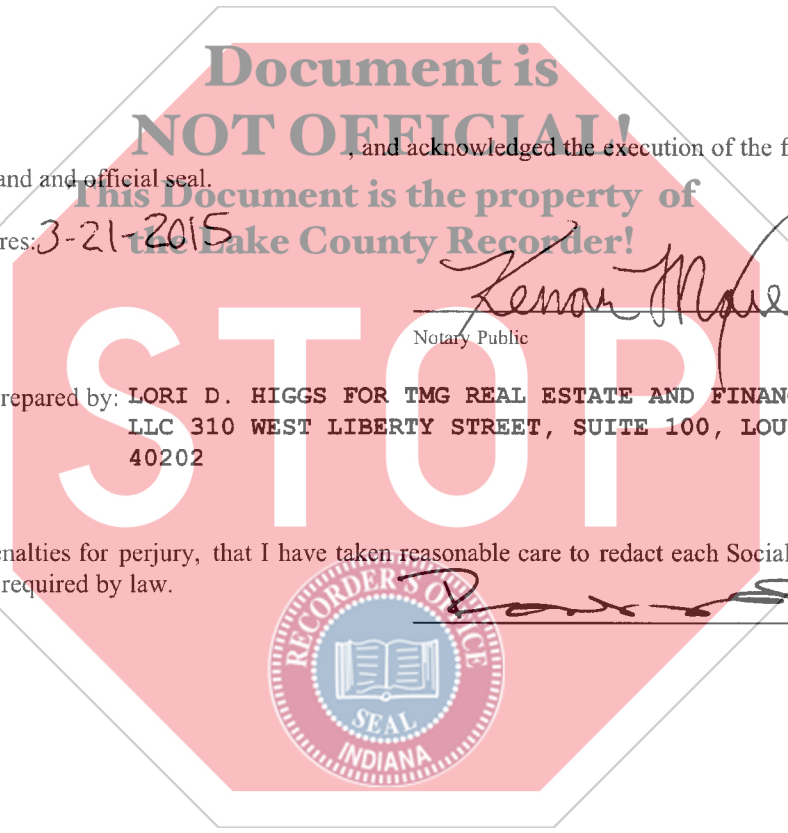 Document is
NOT OFFICIAL!
, and acknowledged the execution of the f
and and official seal.
This Document is the property of
res: 3-21-2015
the Lake County Recorder!
Notary Public
repared by: LORI D. HIGGS FOR TMG REAL ESTATE AND FINAN
LLC 310 WEST LIBERTY STREET, SUITE 100, LOU
40202
STOP
enalties for perjury, that I have taken reasonable care to redact each Social
required by law.
RECORDER'S OFFICE
SEAL
INDIANA